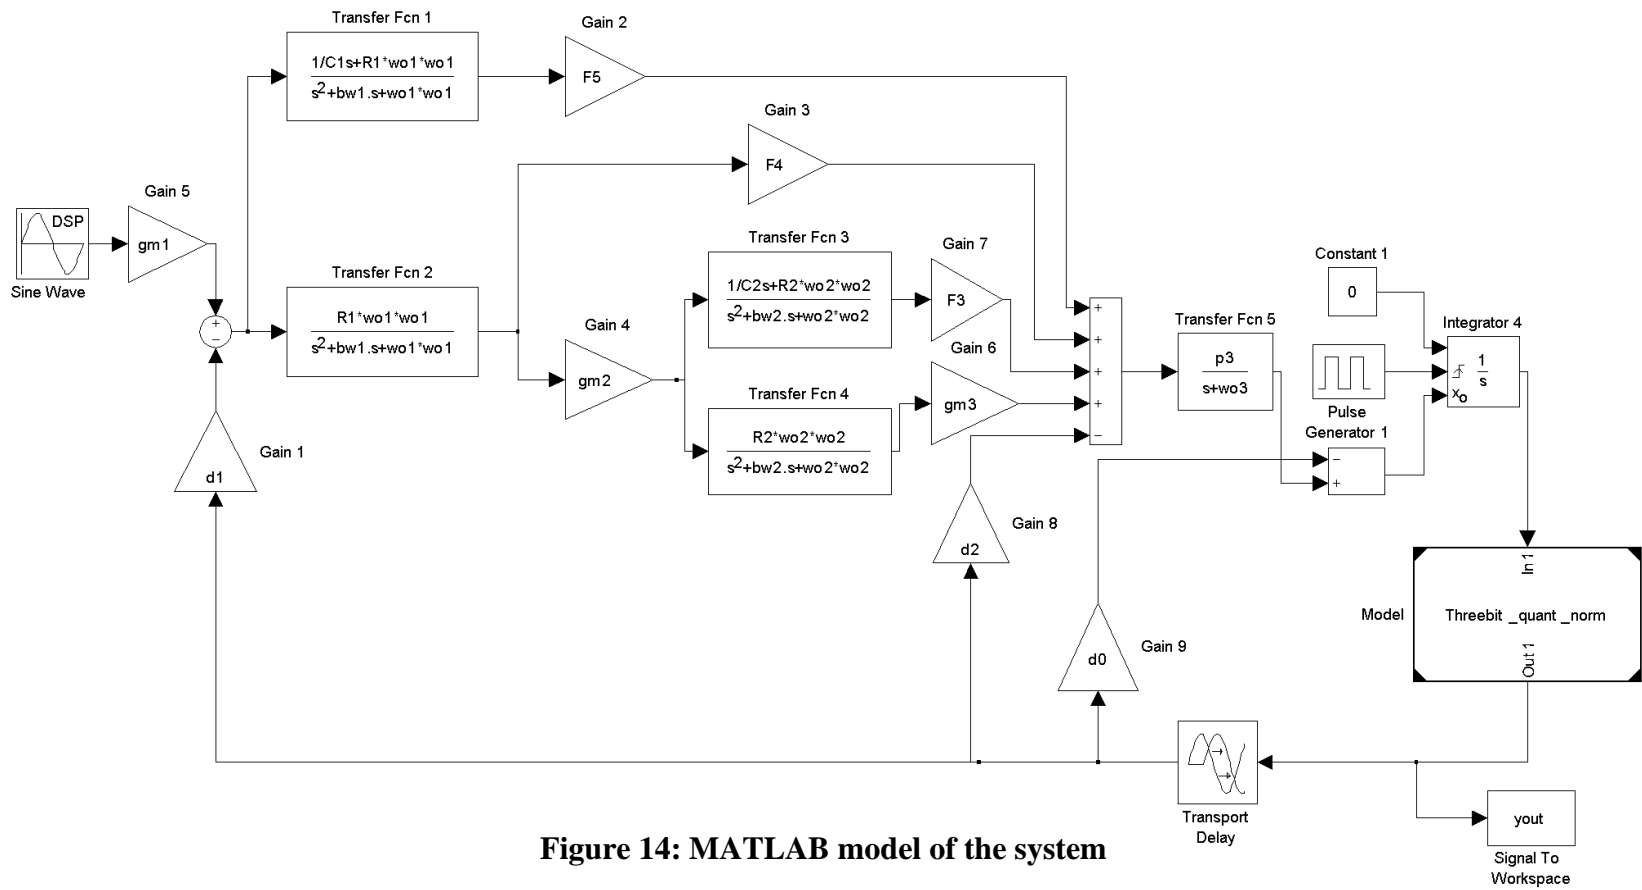 Transfer Fcn 1
1/C1s+R1*wo1*wo1
s2+bw1.s+wo1*wo1
Gain 2
F5
Gain 3
F4
Gain 5
DSP
gm1
Sine Wave
+
−
Transfer Fcn 2
R1*wo1*wo1
s2+bw1.s+wo1*wo1
Gain 4
gm2
Transfer Fcn 3
1/C2s+R2*wo2*wo2
s2+bw2.s+wo2*wo2
Gain 7
F3
Transfer Fcn 4
R2*wo2*wo2
s2+bw2.s+wo2*wo2
Gain 6
gm3
+
+
+
+
−
Transfer Fcn 5
p3
s+wo3
Constant 1
0
Pulse
Generator 1
Integrator 4
1
s
xo
−
+
Gain 1
d1
Gain 8
d2
Gain 9
d0
Model
In1
Threebit _quant _norm
Out1
Transport
Delay
yout
Signal To
Workspace
Figure 14: MATLAB model of the system